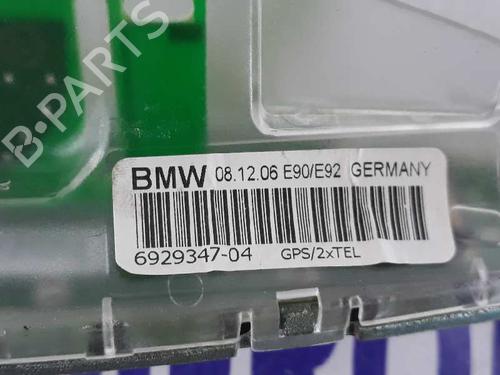 B-PARTS
BMW 08.12.06 E90/E92 GERMANY
6929347-04 GPS/2xTEL